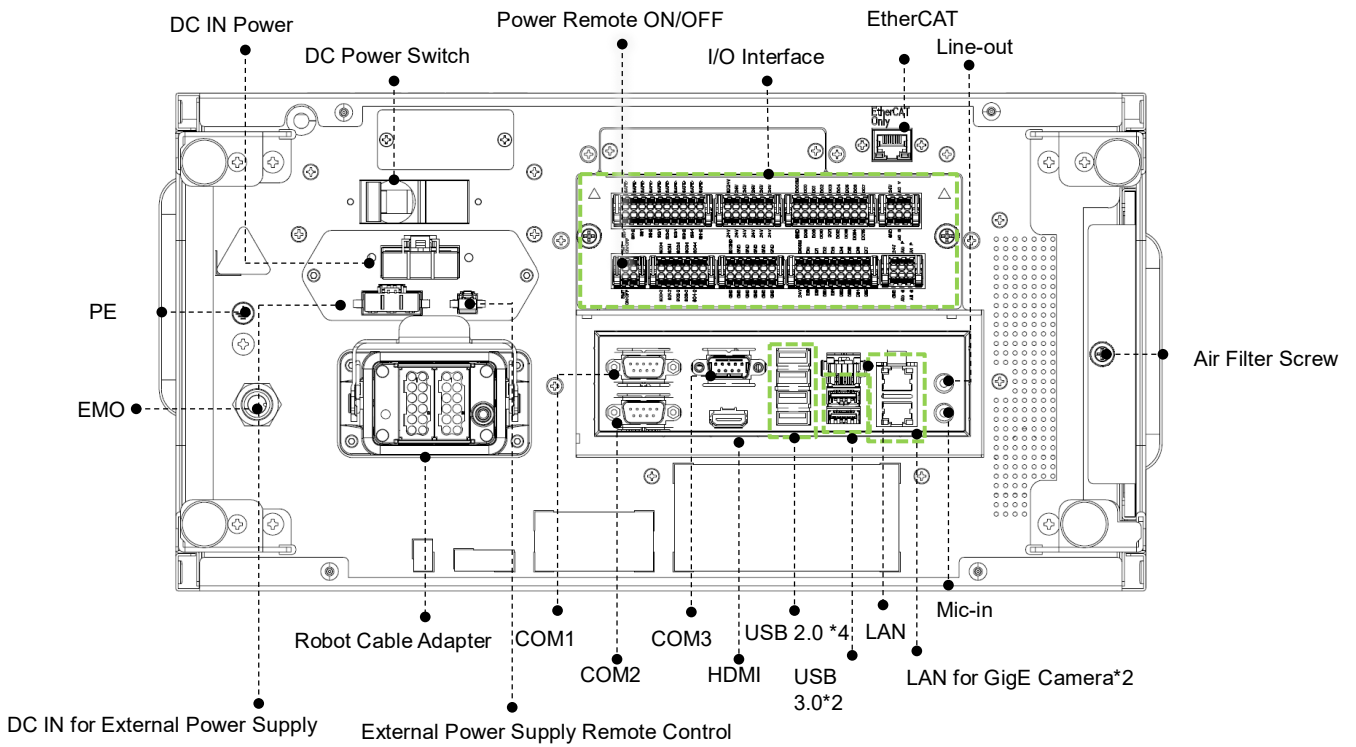 DC IN Power
Power Remote ON/OFF
EtherCAT
DC Power Switch
I/O Interface
Line-out
EtherCAT
Only
PE
Air Filter Screw
EMO
Robot Cable Adapter
COM1
COM2
COM3
HDMI
USB 2.0 *4
USB
3.0*2
LAN
Mic-in
LAN for GigE Camera*2
DC IN for External Power Supply
External Power Supply Remote Control